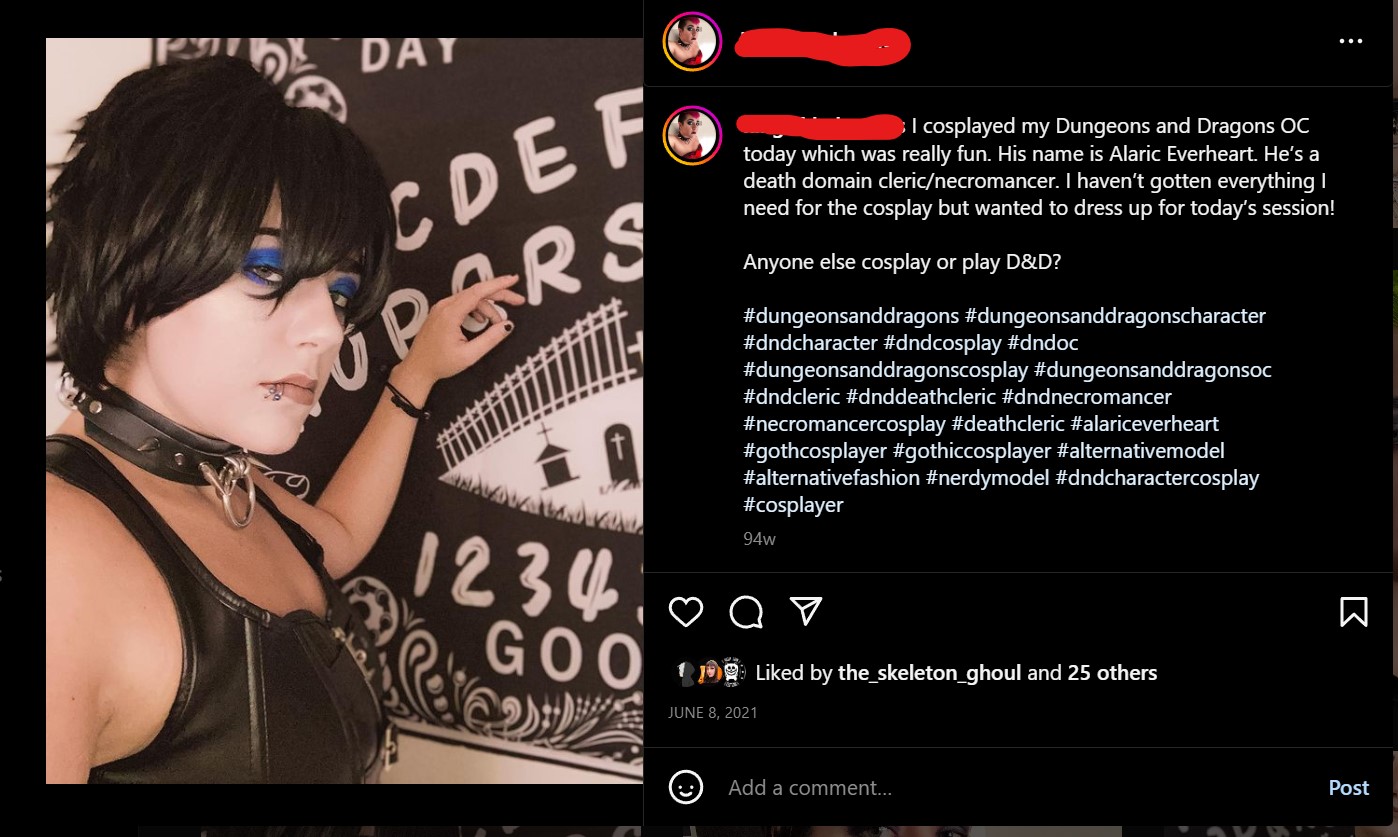 DAY
C D E F
P Q R S
U
1 2 3 4
GOO
I cosplayed my Dungeons and Dragons OC
today which was really fun. His name is Alaric Everheart. He’s a
death domain cleric/necromancer. I haven’t gotten everything I
need for the cosplay but wanted to dress up for today’s session!
Anyone else cosplay or play D&D?
#dungeonsanddragons #dungeonsanddragonscharacter
#dndcharacter #dndcosplay #dndoc
#dungeonsanddragonscosplay #dungeonsanddragonsoc
#dndcleric #dnddeathcleric #dndnecromancer
#necromancercosplay #deathcleric #alariceverheart
#gothcosplayer #gothiccosplayer #alternativemodel
#alternativefashion #nerdymodel #dndcharactercosplay
#cosplayer
94w
Liked by the_skeleton_ghoul and 25 others
JUNE 8, 2021
Add a comment...
Post